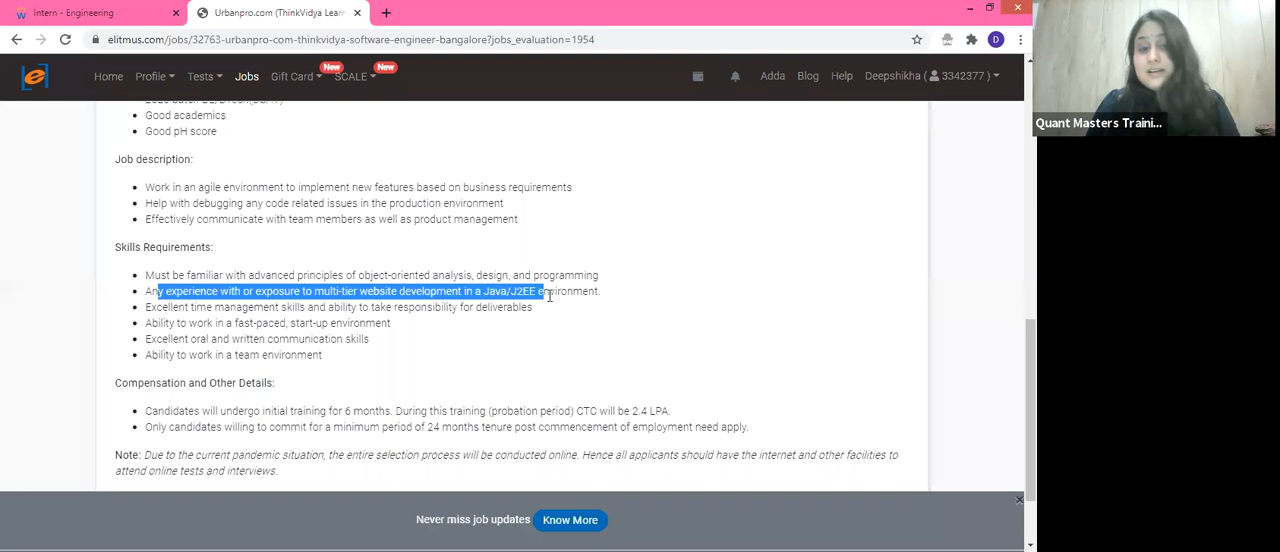 Intern - Engineering
Urbanpro.com (ThinkVidya Lear
elitmus.com/jobs/32763-urbanpro-com-thinkvidya-software-engineer-bangalore?jobs_evaluation=1954
D
e
Home Profile Tests Jobs Gift Card New SCALE New Adda Blog Help Deepshikha ( 3342377 )
Good academics
Good pH score
Job description:
Work in an agile environment to implement new features based on business requirements
Help with debugging any code related issues in the production environment
Effectively communicate with team members as well as product management
Skills Requirements:
Must be familiar with advanced principles of object-oriented analysis, design, and programming
Any experience with or exposure to multi-tier website development in a Java/J2EE environment.
Excellent time management skills and ability to take responsibility for deliverables
Ability to work in a fast-paced, start-up environment
Excellent oral and written communication skills
Ability to work in a team environment
Compensation and Other Details:
Candidates will undergo initial training for 6 months. During this training (probation period) CTC will be 2.4 LPA.
Only candidates willing to commit for a minimum period of 24 months tenure post commencement of employment need apply.
Note: Due to the current pandemic situation, the entire selection process will be conducted online. Hence all applicants should have the internet and other facilities to
attend online tests and interviews.
Never miss job updates Know More
Quant Masters Traini...